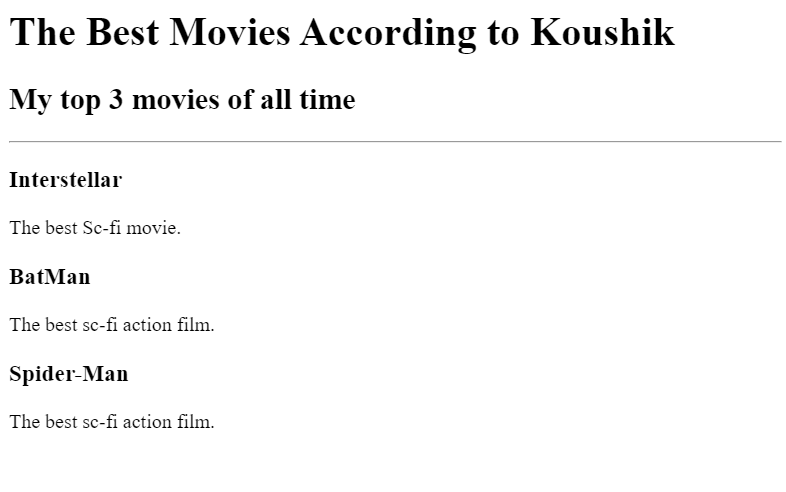 The Best Movies According to Koushik
My top 3 movies of all time
Interstellar
The best Sc-fi movie.
BatMan
The best sc-fi action film.
Spider-Man
The best sc-fi action film.